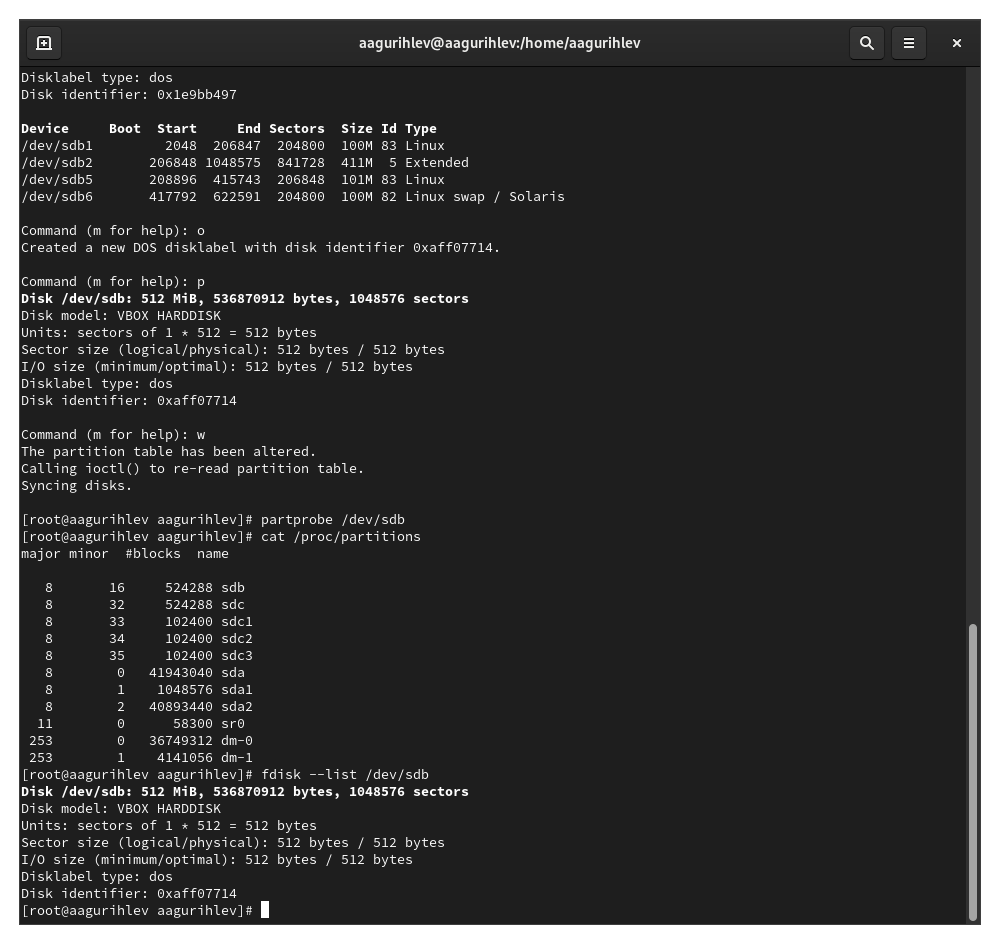 aagurihlev@aagurihlev:/home/aagurihlev
Disklabel type: dos
Disk identifier: 0x1e9bb497
Device     Boot  Start     End Sectors  Size Id Type
/dev/sdb1         2048  206847  204800  100M 83 Linux
/dev/sdb2       206848 1048575  841728  411M  5 Extended
/dev/sdb5       208896  415743  206848  101M 83 Linux
/dev/sdb6       417792  622591  204800  100M 82 Linux swap / Solaris
Command (m for help): o
Created a new DOS disklabel with disk identifier 0xaff07714.
Command (m for help): p
Disk /dev/sdb: 512 MiB, 536870912 bytes, 1048576 sectors
Disk model: VBOX HARDDISK
Units: sectors of 1 * 512 = 512 bytes
Sector size (logical/physical): 512 bytes / 512 bytes
I/O size (minimum/optimal): 512 bytes / 512 bytes
Disklabel type: dos
Disk identifier: 0xaff07714
Command (m for help): w
The partition table has been altered.
Calling ioctl() to re-read partition table.
Syncing disks.
[root@aagurihlev aagurihlev]# partprobe /dev/sdb
[root@aagurihlev aagurihlev]# cat /proc/partitions
major minor  #blocks  name
   8       16     524288 sdb
   8       32     524288 sdc
   8       33     102400 sdc1
   8       34     102400 sdc2
   8       35     102400 sdc3
   8        0   41943040 sda
   8        1    1048576 sda1
   8        2   40893440 sda2
  11        0      58300 sr0
 253        0   36749312 dm-0
 253        1    4141056 dm-1
[root@aagurihlev aagurihlev]# fdisk --list /dev/sdb
Disk /dev/sdb: 512 MiB, 536870912 bytes, 1048576 sectors
Disk model: VBOX HARDDISK
Units: sectors of 1 * 512 = 512 bytes
Sector size (logical/physical): 512 bytes / 512 bytes
I/O size (minimum/optimal): 512 bytes / 512 bytes
Disklabel type: dos
Disk identifier: 0xaff07714
[root@aagurihlev aagurihlev]#